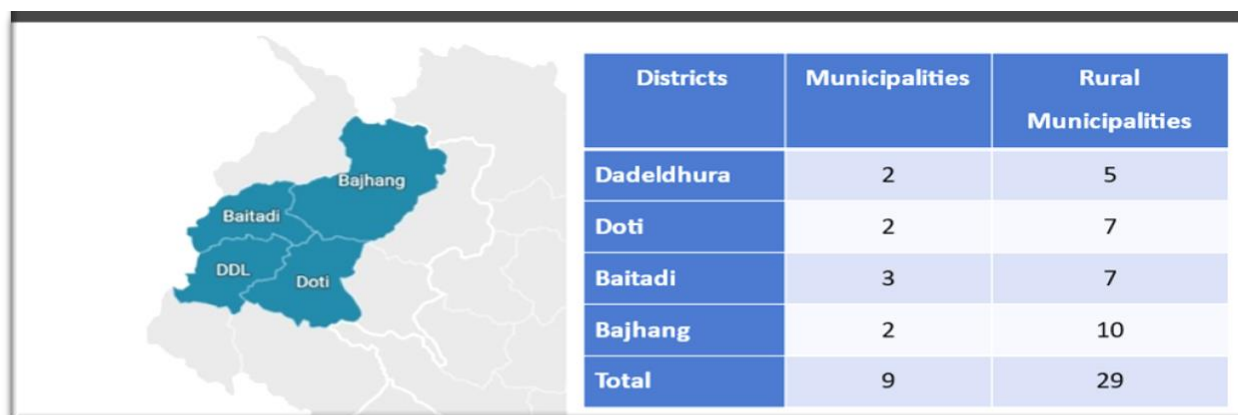 Bajhang
Baitadi
DDL
Doti
Districts Municipalities Rural
Municipalities
Dadeldhura 2 5
Doti 2 7
Baitadi 3 7
Bajhang 2 10
Total 9 29